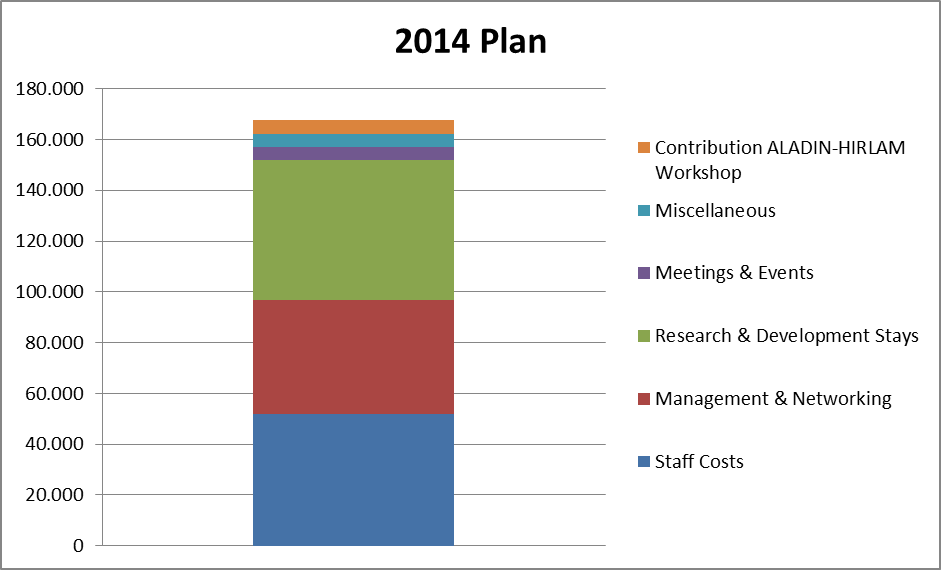 2014 Plan
180.000
160.000
140.000
120.000
100.000
80.000
60.000
40.000
20.000
0
Contribution ALADIN-HIRLAM
Workshop
Miscellaneous
Meetings & Events
Research & Development Stays
Management & Networking
Staff Costs